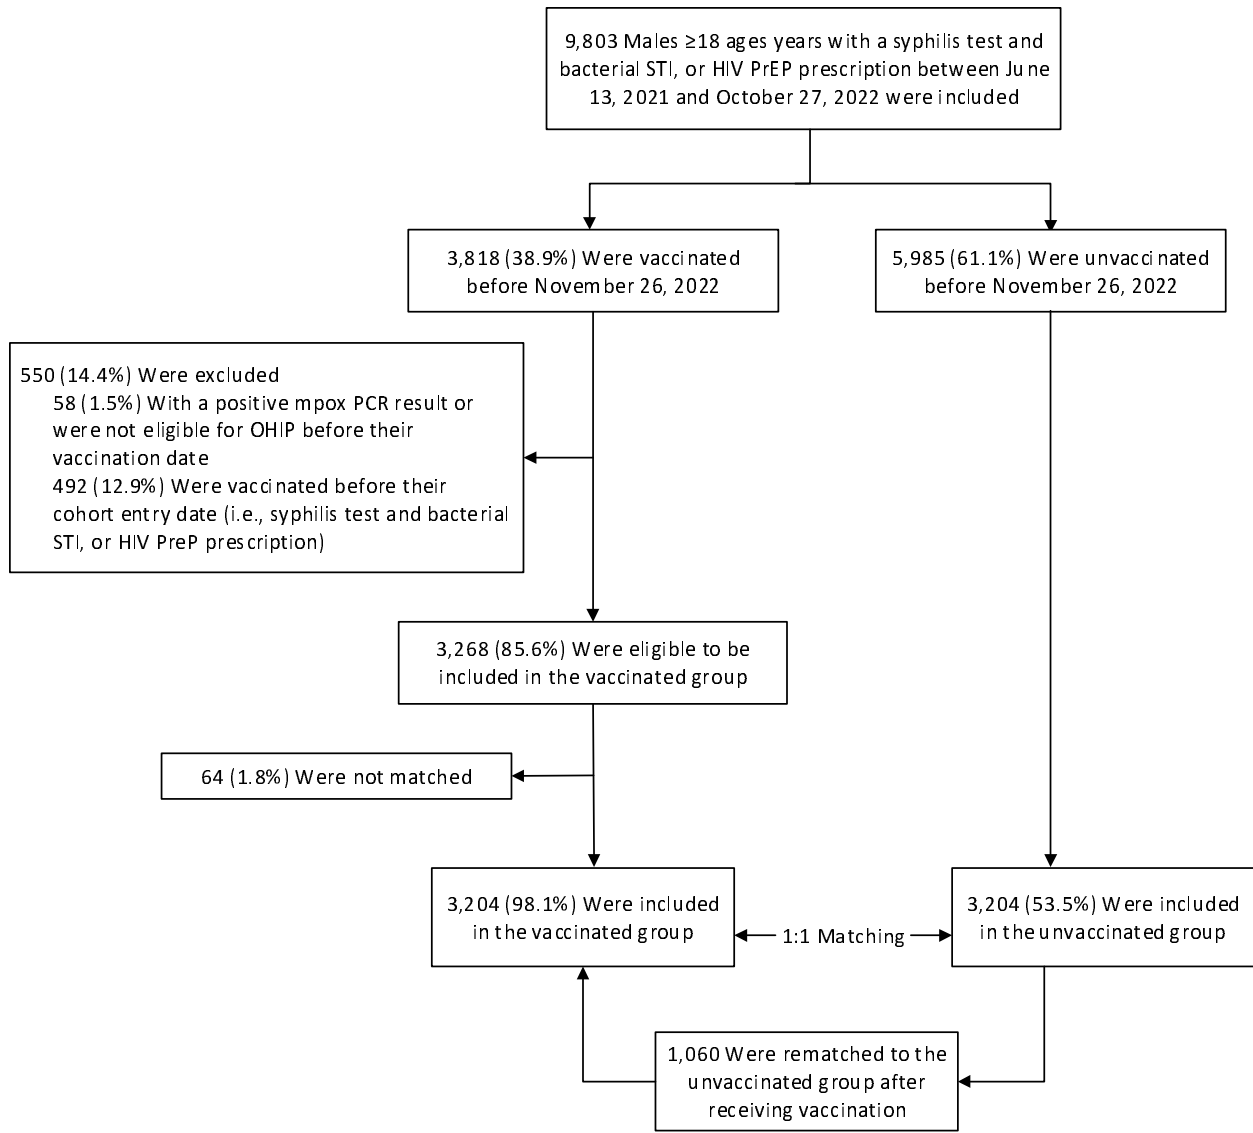 9,803 Males ≥18 ages years with a syphilis test and
bacterial STI, or HIV PrEP prescription between June
13, 2021 and October 27, 2022 were included
3,818 (38.9%) Were vaccinated
before November 26, 2022
5,985 (61.1%) Were unvaccinated
before November 26, 2022
550 (14.4%) Were excluded
58 (1.5%) With a positive mpox PCR result or
were not eligible for OHIP before their
vaccination date
492 (12.9%) Were vaccinated before their
cohort entry date (i.e., syphilis test and bacterial
STI, or HIV PreP prescription)
3,268 (85.6%) Were eligible to be
included in the vaccinated group
64 (1.8%) Were not matched
3,204 (98.1%) Were included
in the vaccinated group
1:1 Matching
3,204 (53.5%) Were included
in the unvaccinated group
1,060 Were rematched to the
unvaccinated group after
receiving vaccination